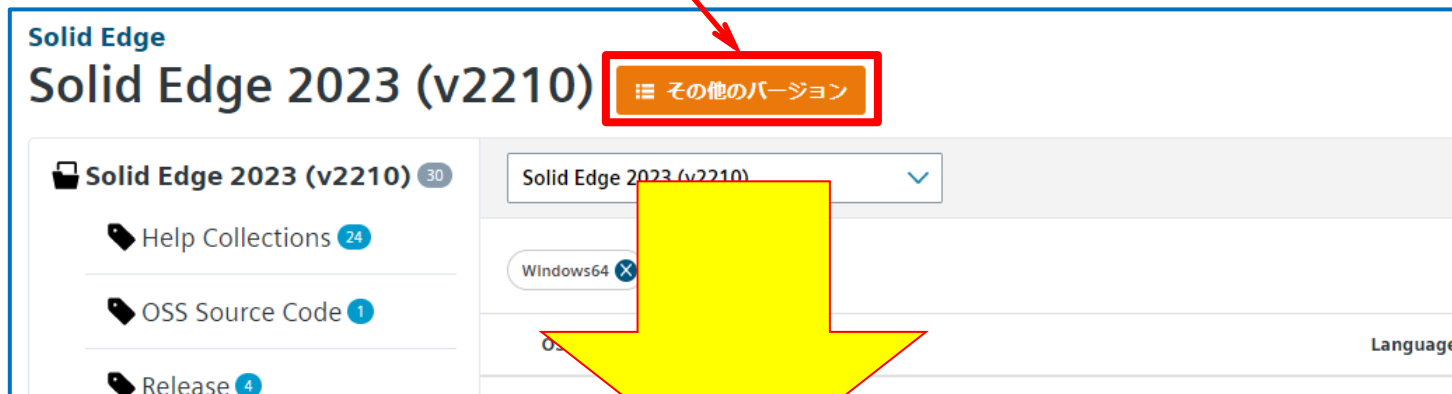 Solid Edge
Solid Edge 2023 (v2210) その他のバージョン
Solid Edge 2023 (v2210) 30
Solid Edge 2023 (v2210)
Help Collections 24
WIndows64
OSS Source Code 1
Language
Release 4